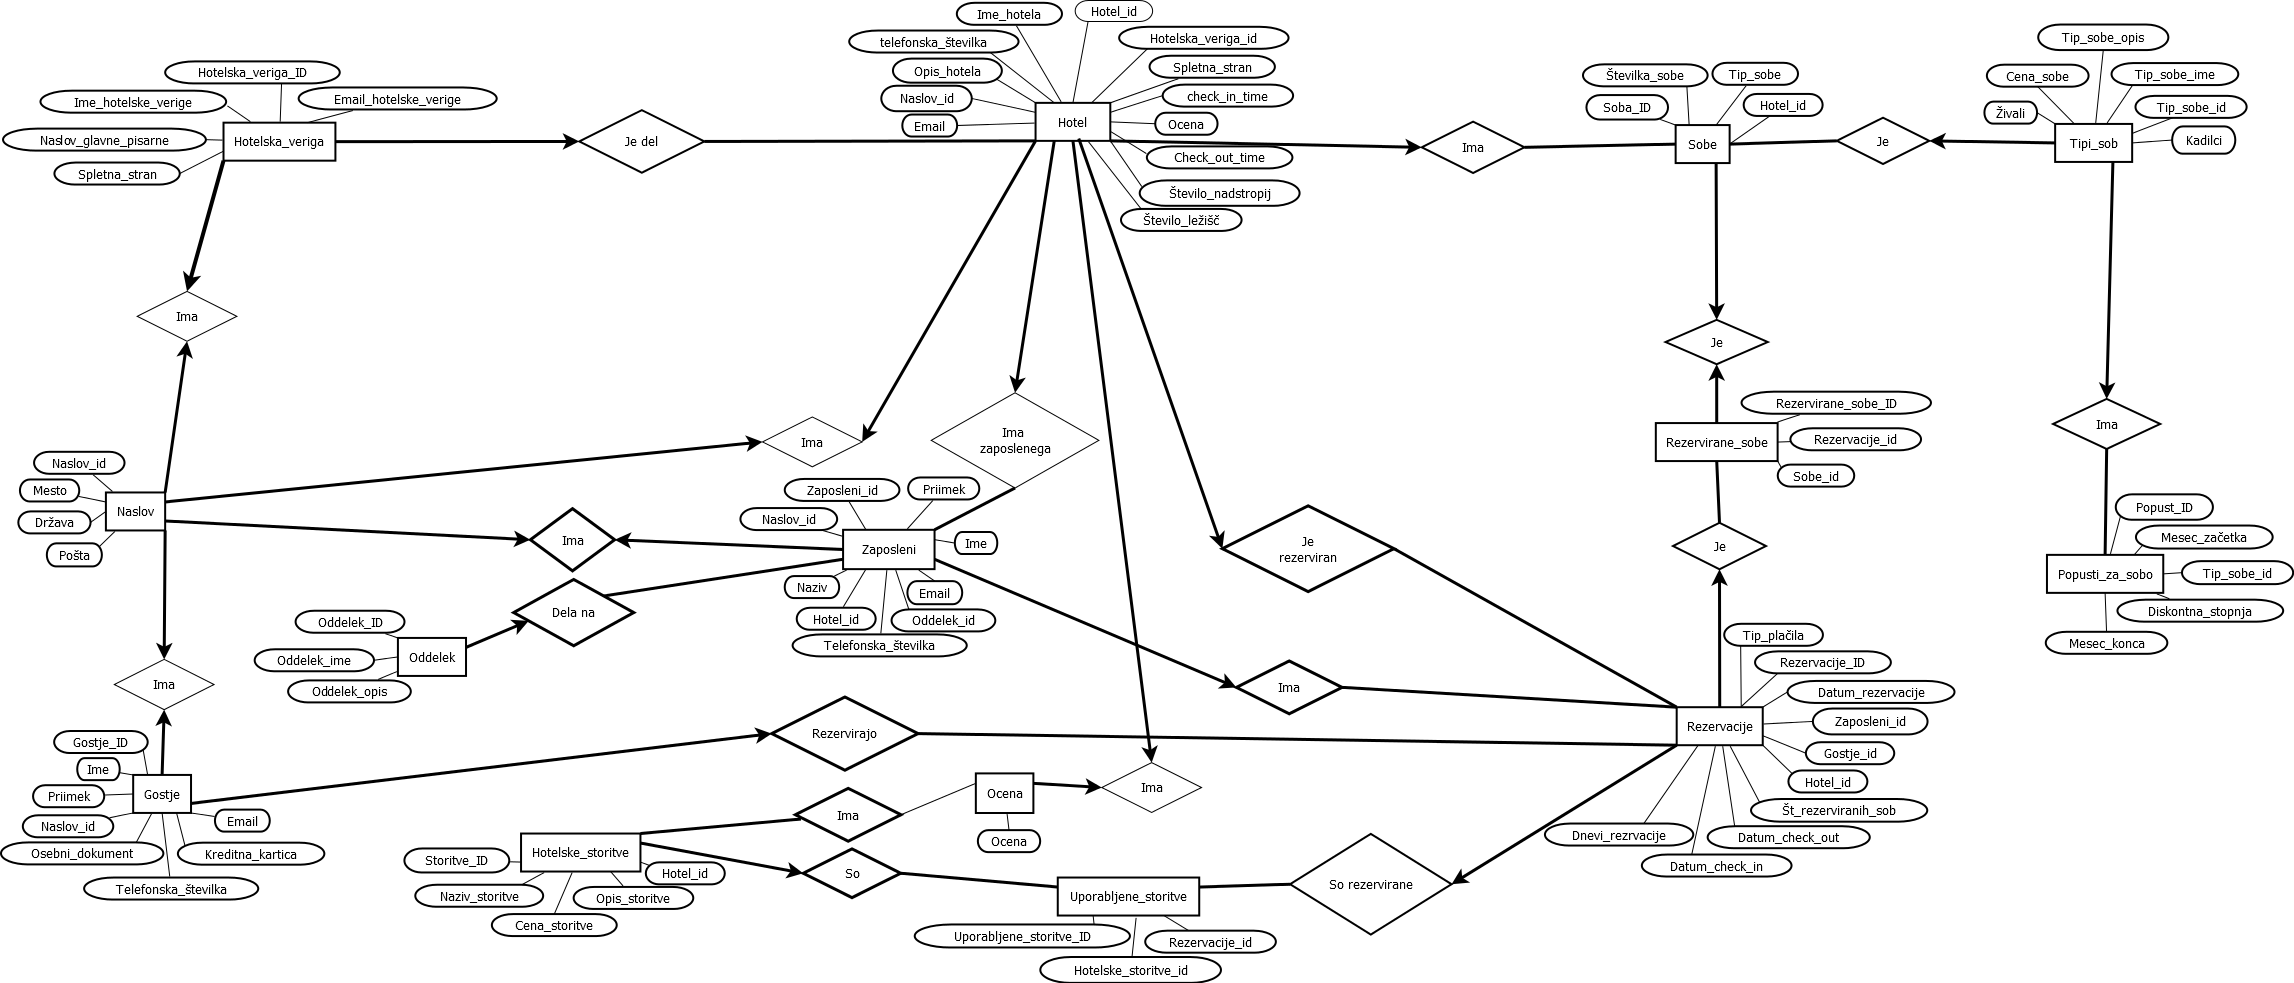 Ime_hotela
Hotel_id
telefonska_številka
Hotelska_veriga_id
Opis_hotela
Spletna_stran
Naslov_id
check_in_time
Email
Hotel
Ocena
Check_out_time
Število_nadstropij
Število_ležišč
Hotelska_veriga_ID
Ime_hotelske_verige
Email_hotelske_verige
Naslov_glavne_pisarne
Hotelska_veriga
Spletna_stran
Je del
Ima
Številka_sobe
Tip_sobe
Soba_ID
Hotel_id
Sobe
Je
Tip_sobe_opis
Cena_sobe
Tip_sobe_ime
Živali
Tip_sobe_id
Tipi_sob
Kadilci
Ima
Je
Rezervirane_sobe_ID
Rezervirane_sobe
Rezervacije_id
Sobe_id
Ima
Popust_ID
Mesec_začetka
Popusti_za_sobo
Tip_sobe_id
Diskontna_stopnja
Mesec_konca
Ima
Ima
zaposlenega
Naslov_id
Mesto
Naslov
Država
Pošta
Ima
Zaposleni_id
Priimek
Naslov_id
Zaposleni
Ime
Naziv
Email
Hotel_id
Oddelek_id
Telefonska_številka
Je
rezerviran
Je
Dela na
Oddelek_ID
Oddelek
Oddelek_ime
Oddelek_opis
Ima
Ima
Tip_plačila
Rezervacije_ID
Datum_rezervacije
Rezervacije
Zaposleni_id
Gostje_id
Hotel_id
Št_rezerviranih_sob
Dnevi_rezrvacije
Datum_check_out
Datum_check_in
Rezervirajo
Gostje_ID
Ime
Priimek
Gostje
Naslov_id
Email
Osebni_dokument
Kreditna_kartica
Telefonska_številka
Ima
Ocena
Ima
Ocena
Hotelske_storitve
Storitve_ID
Hotel_id
Naziv_storitve
Opis_storitve
Cena_storitve
So
Uporabljene_storitve
So rezervirane
Uporabljene_storitve_ID
Rezervacije_id
Hotelske_storitve_id